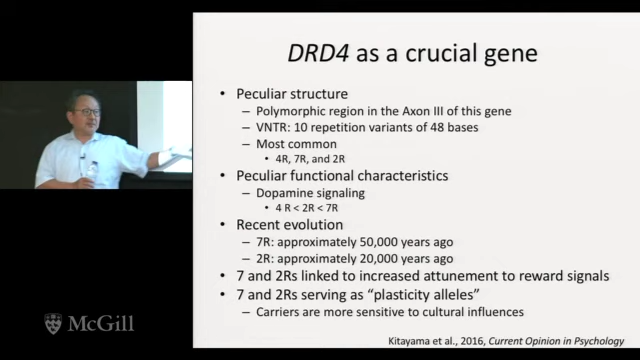 DRD4 as a crucial gene
• Peculiar structure
– Polymorphic region in the Axon III of this gene
– VNTR: 10 repetition variants of 48 bases
– Most common
• 4R, 7R, and 2R
• Peculiar functional characteristics
– Dopamine signaling
• 4 R < 2R < 7R
• Recent evolution
– 7R: approximately 50,000 years ago
– 2R: approximately 20,000 years ago
• 7 and 2Rs linked to increased attunement to reward signals
• 7 and 2Rs serving as “plasticity alleles”
– Carriers are more sensitive to cultural influences
Kitayama et al., 2016, Current Opinion in Psychology
McGill